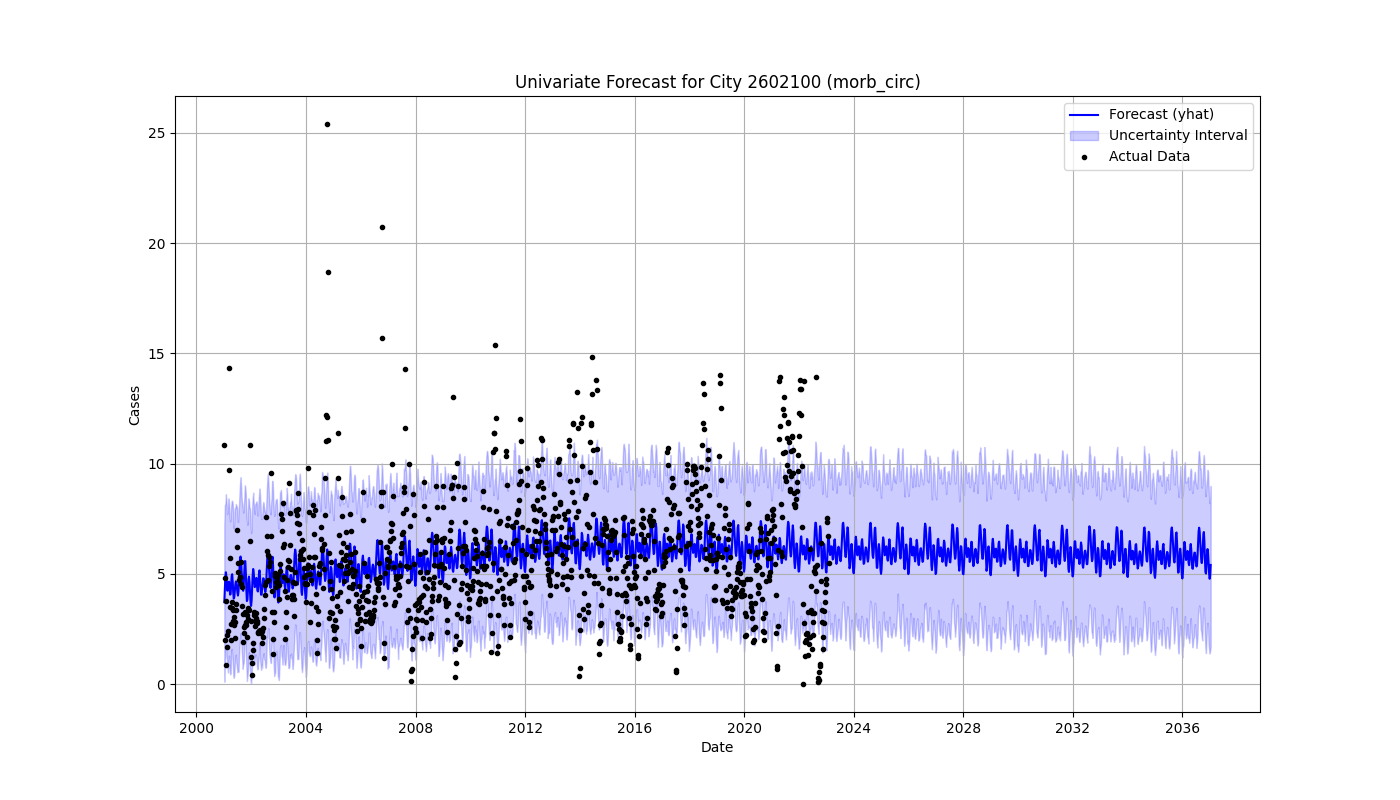 Univariate Forecast for City 2602100 (morb_circ)
Forecast (yhat)
Uncertainty Interval
Actual Data
25
20
15
10
5
0
Cases
2000 2004 2008 2012 2016 2020 2024 2028 2032 2036
Date